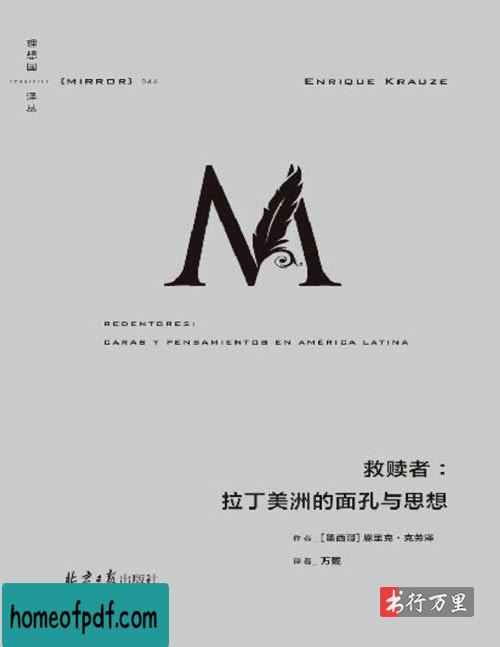 理想国
imaginist
译丛
[MIRROR] 044
ENRIQUE KRAUZE
M
REDENTORES:
CARAS Y PENSAMIENTOS EN AMÉRICA LATINA
救赎者：
拉丁美洲的面孔与思想
作者_ [墨西哥] 恩里克·克劳泽
译者_ 万戴
北京日报出版社
homeofpdf.com
书行万里